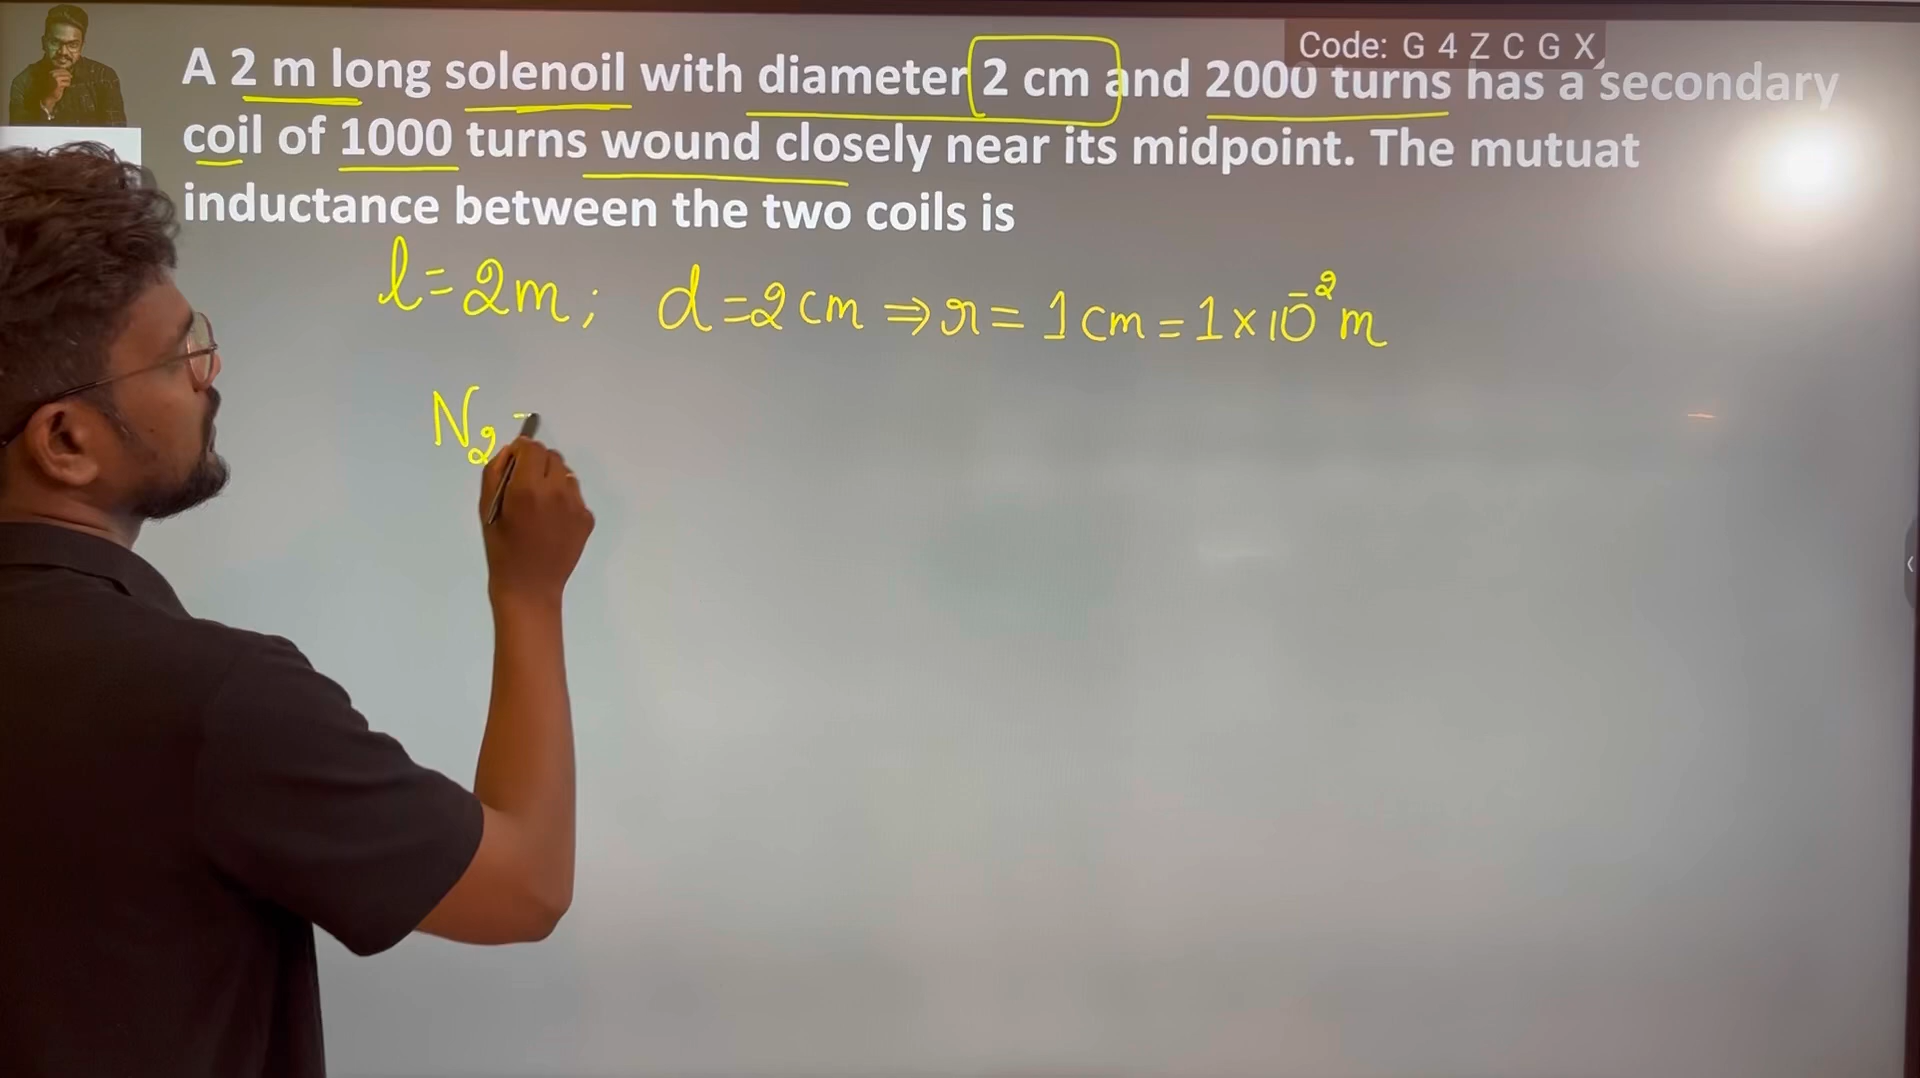 Code: G 4 Z C G X
A 2 m long solenoil with diameter 2 cm and 2000 turns has a secondary
coil of 1000 turns wound closely near its midpoint. The mutuat
inductance between the two coils is
l = 2m ; d = 2 cm ⇒ r = 1 cm = 1 × 10⁻² m
N₂ =